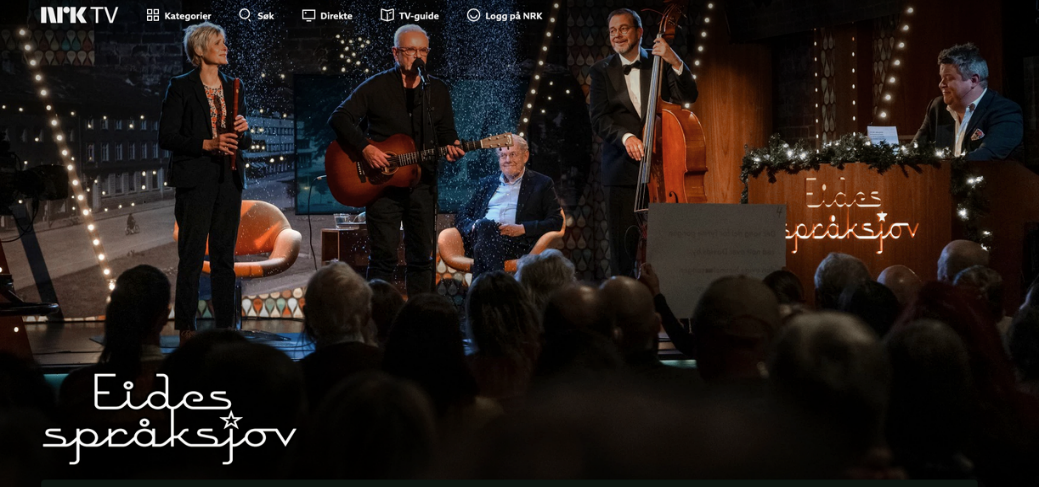 NRK TV
Kategorier
Søk
Direkte
TV-guide
Logg på NRK
Eides
språksjov
Eides
språksjov